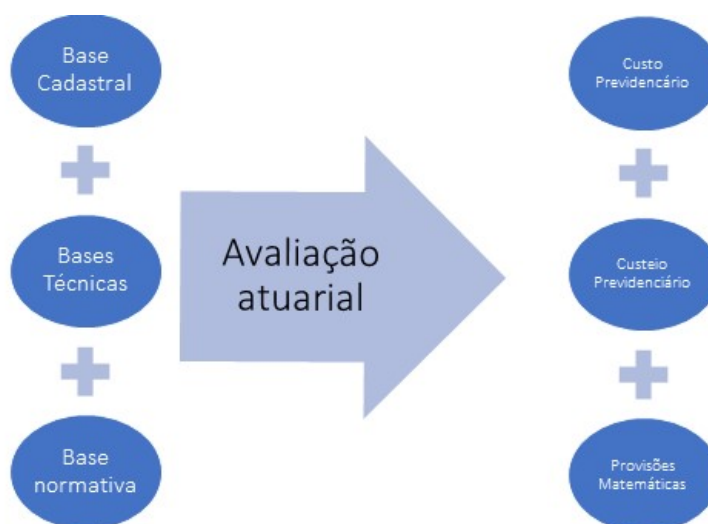 Base
Cadastral
Bases
Técnicas
Base
normativa
Avaliação
atuarial
Custo
Previdencário
Custeio
Previdenciário
Provisões
Matemáticas